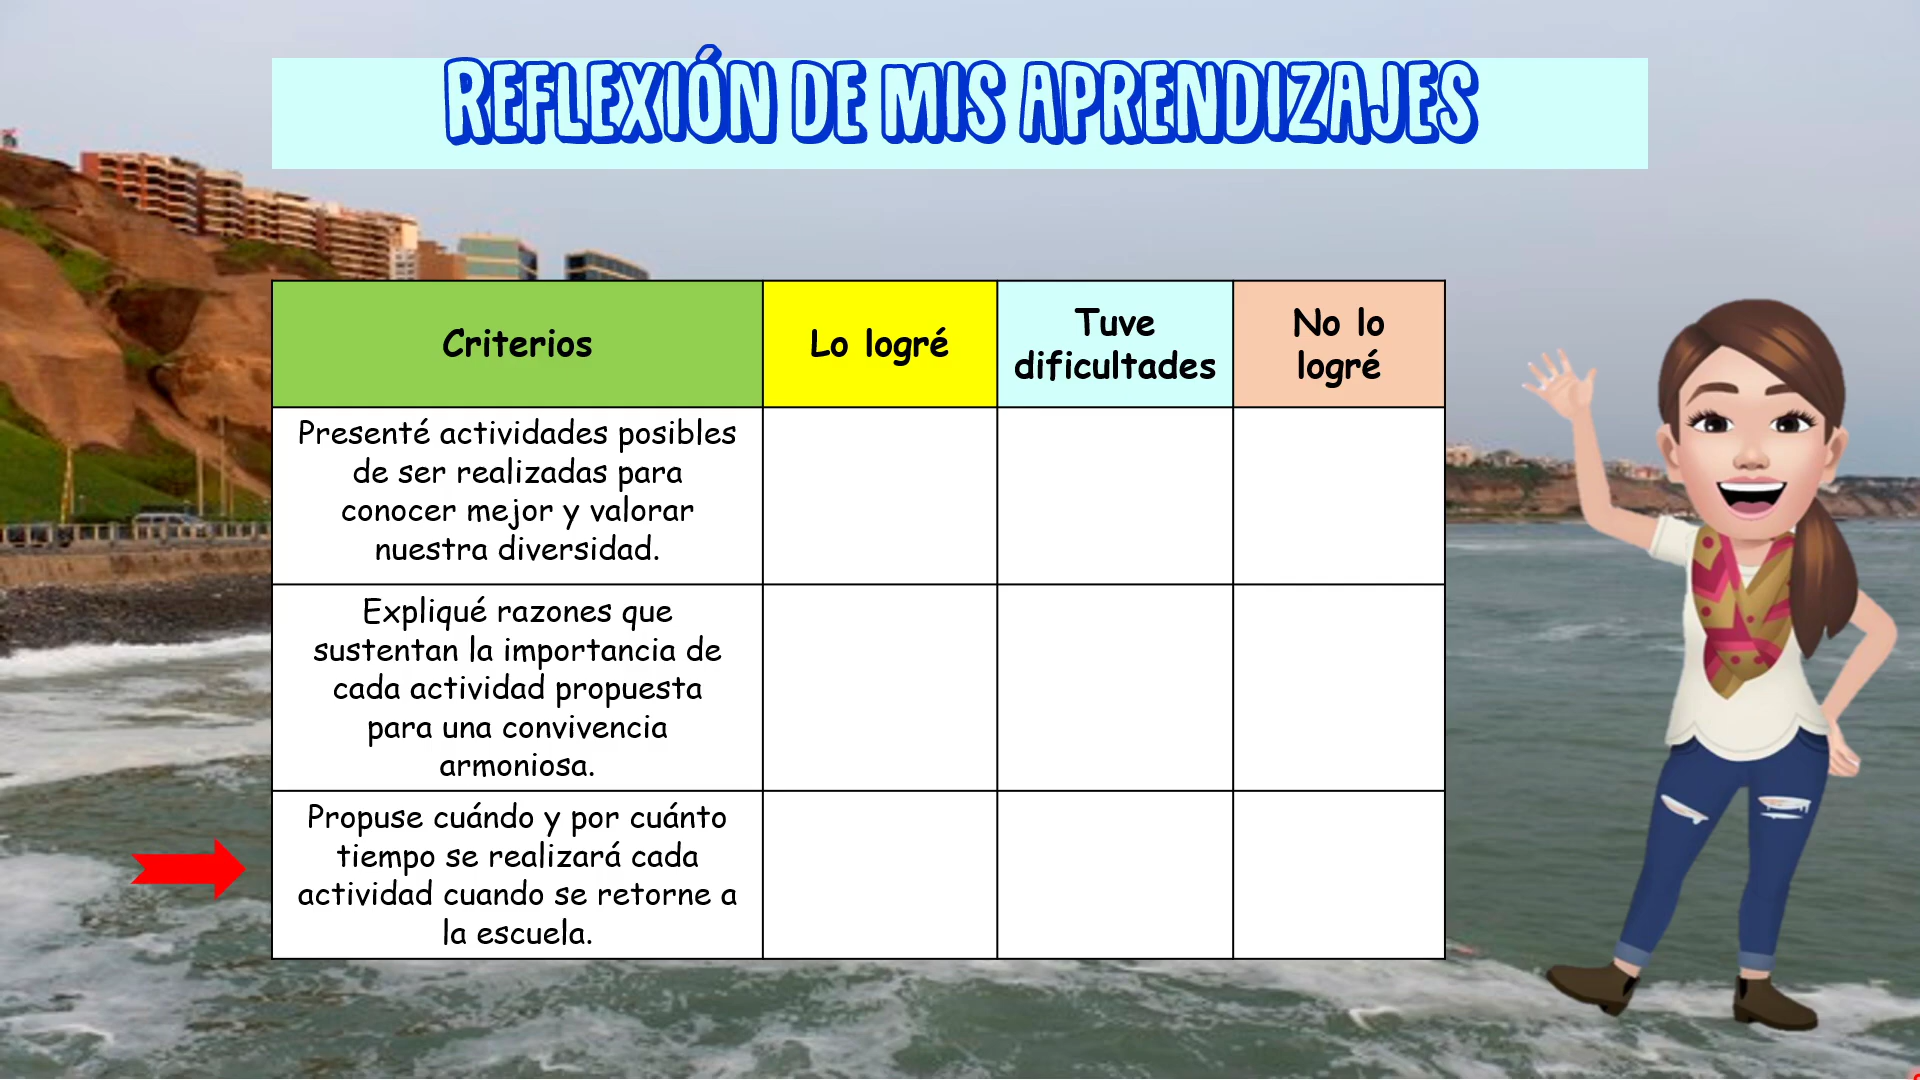 REFLEXIÓN DE MIS APRENDIZAJES
Criterios
Lo logré
Tuve
dificultades
No lo
logré
Presenté actividades posibles
de ser realizadas para
conocer mejor y valorar
nuestra diversidad.
Expliqué razones que
sustentan la importancia de
cada actividad propuesta
para una convivencia
armoniosa.
Propuse cuándo y por cuánto
tiempo se realizará cada
actividad cuando se retorne a
la escuela.